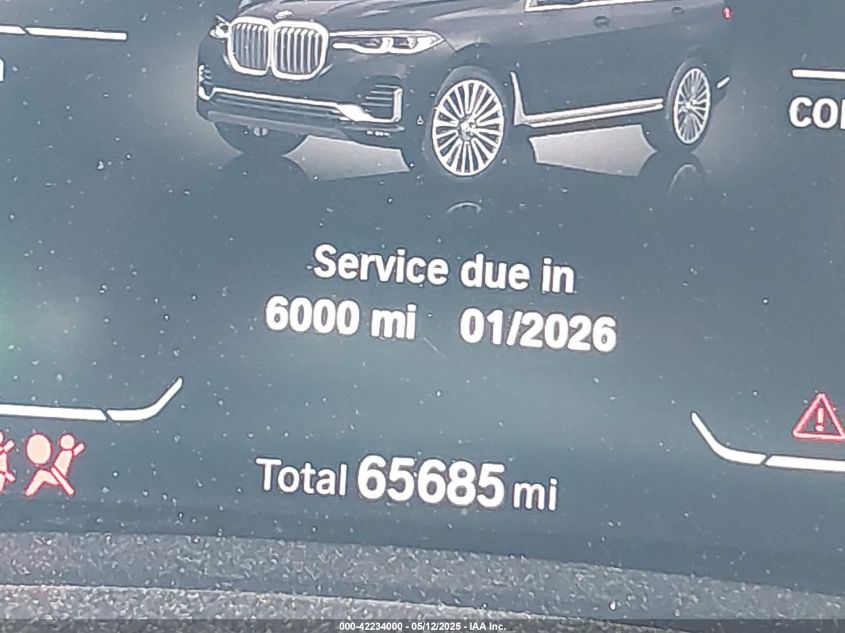 Service due in
6000 mi 01/2026
Total 65685 mi
000-42234000 - 05/12/2025 - IAA Inc.